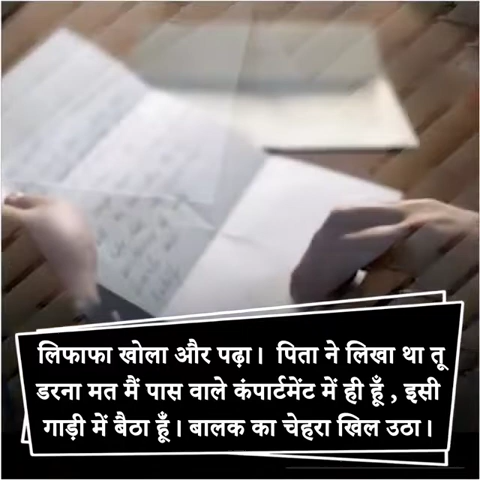 लिफाफा खोला और पढ़ा। पिता ने लिखा था तू
डरना मत मैं पास वाले कंपार्टमेंट में ही हूँ , इसी
गाड़ी में बैठा हूँ। बालक का चेहरा खिल उठा।